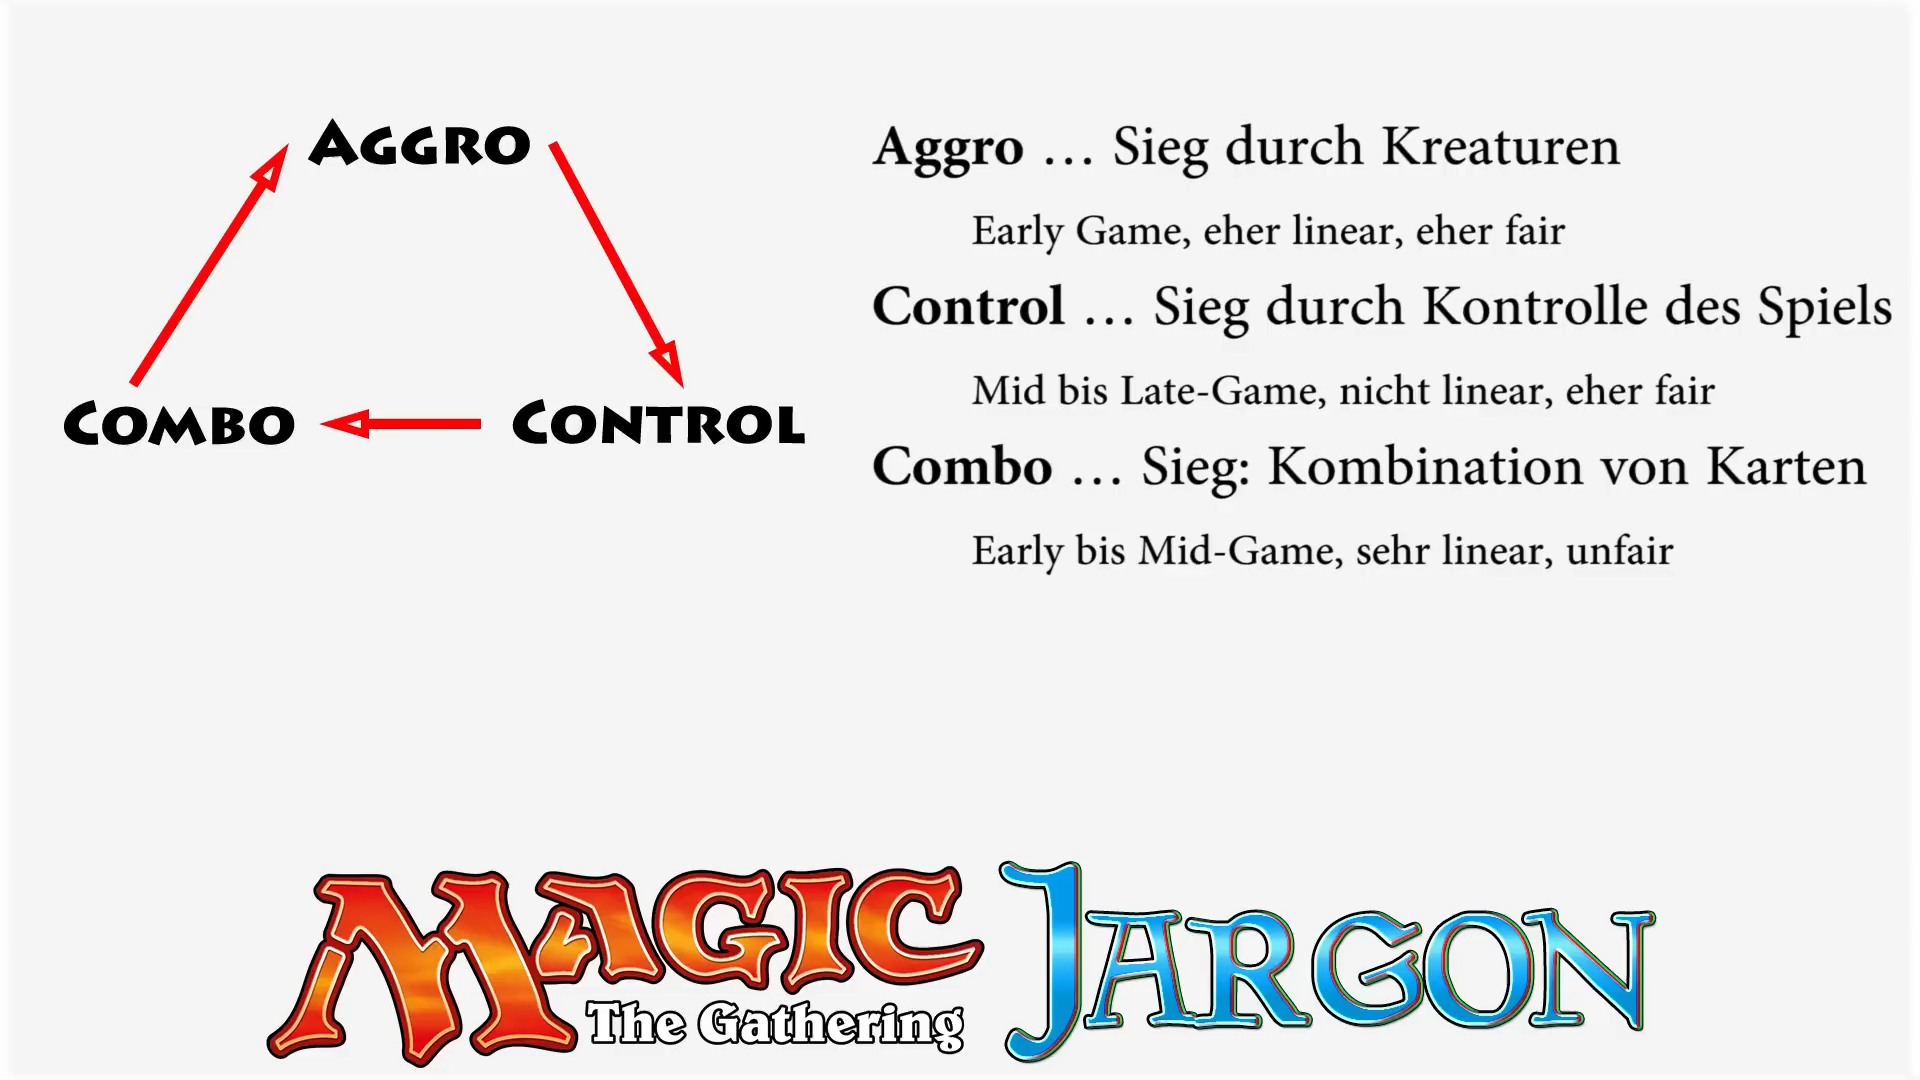 Aggro
Combo
Control
Aggro … Sieg durch Kreaturen
Early Game, eher linear, eher fair
Control … Sieg durch Kontrolle des Spiels
Mid bis Late-Game, nicht linear, eher fair
Combo … Sieg: Kombination von Karten
Early bis Mid-Game, sehr linear, unfair
Magic
The Gathering
Jargon